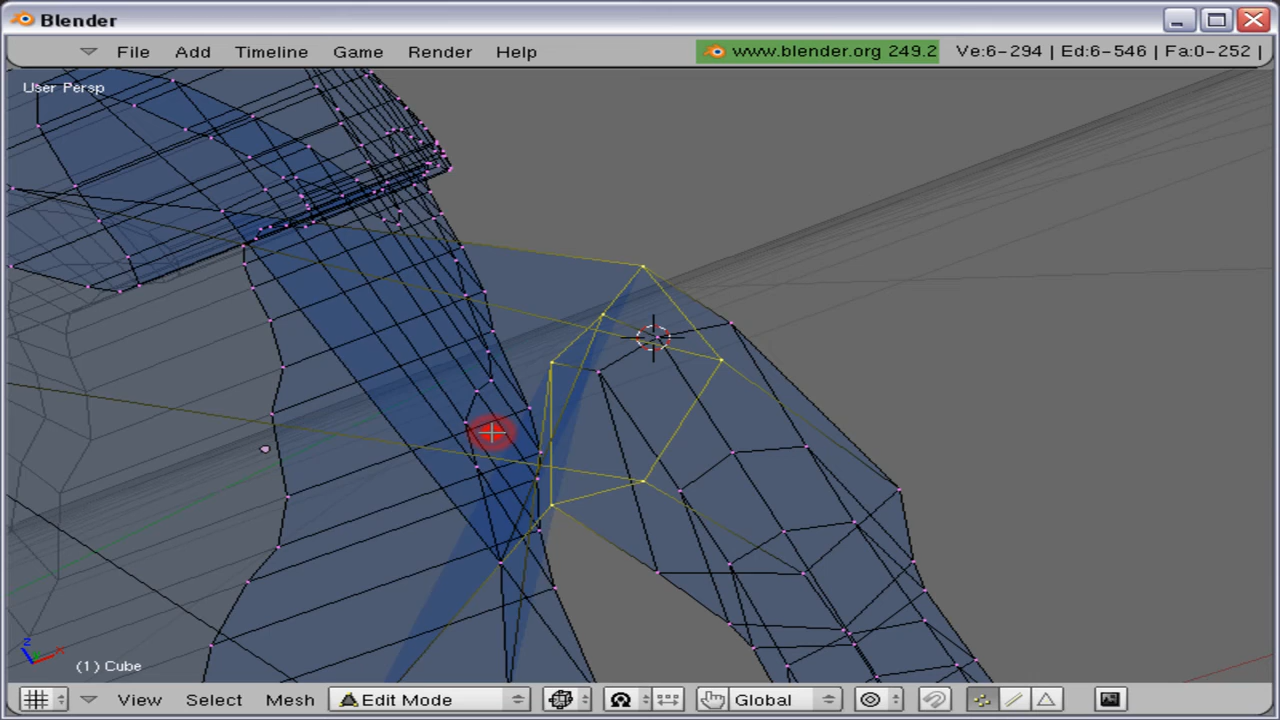 Blender
File Add Timeline Game Render Help www.blender.org 249.2 Ve:6-294 | Ed:6-546 | Fa:0-252 |
User Persp
z
x
(1) Cube
View Select Mesh Edit Mode Global